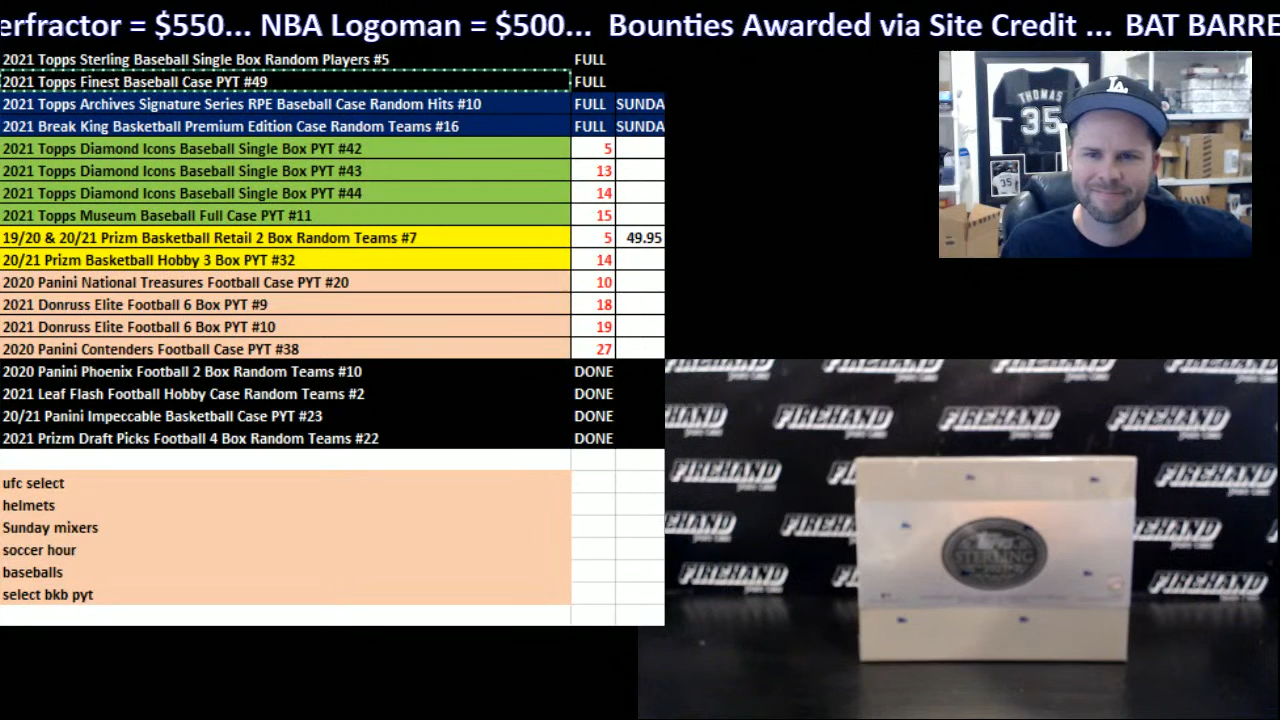 erfractor = $550... NBA Logoman = $500... Bounties Awarded via Site Credit ... BAT BARRE
2021 Topps Sterling Baseball Single Box Random Players #5 FULL
2021 Topps Finest Baseball Case PYT #49 FULL
2021 Topps Archives Signature Series RPE Baseball Case Random Hits #10 FULL SUNDA
2021 Break King Basketball Premium Edition Case Random Teams #16 FULL SUNDA
2021 Topps Diamond Icons Baseball Single Box PYT #42 5
2021 Topps Diamond Icons Baseball Single Box PYT #43 13
2021 Topps Diamond Icons Baseball Single Box PYT #44 14
2021 Topps Museum Baseball Full Case PYT #11 15
19/20 & 20/21 Prizm Basketball Retail 2 Box Random Teams #7 5 49.95
20/21 Prizm Basketball Hobby 3 Box PYT #32 14
2020 Panini National Treasures Football Case PYT #20 10
2021 Donruss Elite Football 6 Box PYT #9 18
2021 Donruss Elite Football 6 Box PYT #10 19
2020 Panini Contenders Football Case PYT #38 27
2020 Panini Phoenix Football 2 Box Random Teams #10 DONE
2021 Leaf Flash Football Hobby Case Random Teams #2 DONE
20/21 Panini Impeccable Basketball Case PYT #23 DONE
2021 Prizm Draft Picks Football 4 Box Random Teams #22 DONE
ufc select
helmets
Sunday mixers
soccer hour
baseballs
select bkb pyt
THOMAS
35
35
LA
FIREHAND FIREHAND FIREHAND
FIREHAND FIREHAND
FIREHAND FIREHAND
FIREHAND FIREHAND
STERLING